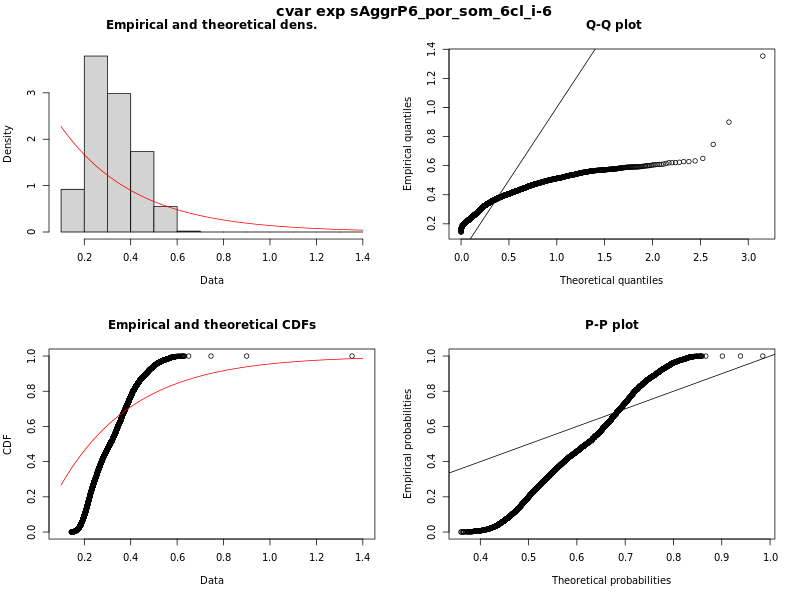 cvar exp sAggrP6_por_som_6cl_i-6
Empirical and theoretical dens.
Density
0 1 2 3
0.2 0.4 0.6 0.8 1.0 1.2 1.4
Data
Q-Q plot
Empirical quantiles
0.2 0.4 0.6 0.8 1.0 1.2 1.4
0.0 0.5 1.0 1.5 2.0 2.5 3.0
Theoretical quantiles
Empirical and theoretical CDFs
CDF
0.0 0.2 0.4 0.6 0.8 1.0
0.2 0.4 0.6 0.8 1.0 1.2 1.4
Data
P-P plot
Empirical probabilities
0.0 0.2 0.4 0.6 0.8 1.0
0.4 0.5 0.6 0.7 0.8 0.9 1.0
Theoretical probabilities